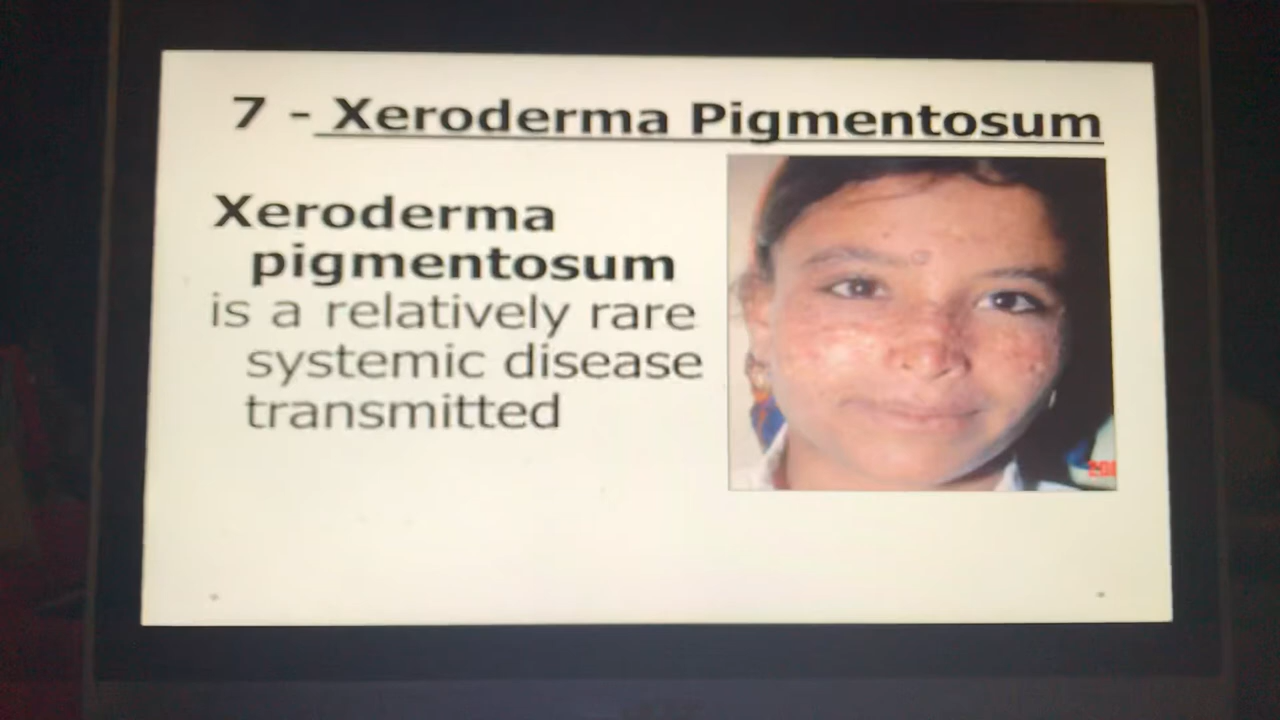 7 - Xeroderma Pigmentosum
Xeroderma
pigmentosum
is a relatively rare
systemic disease
transmitted